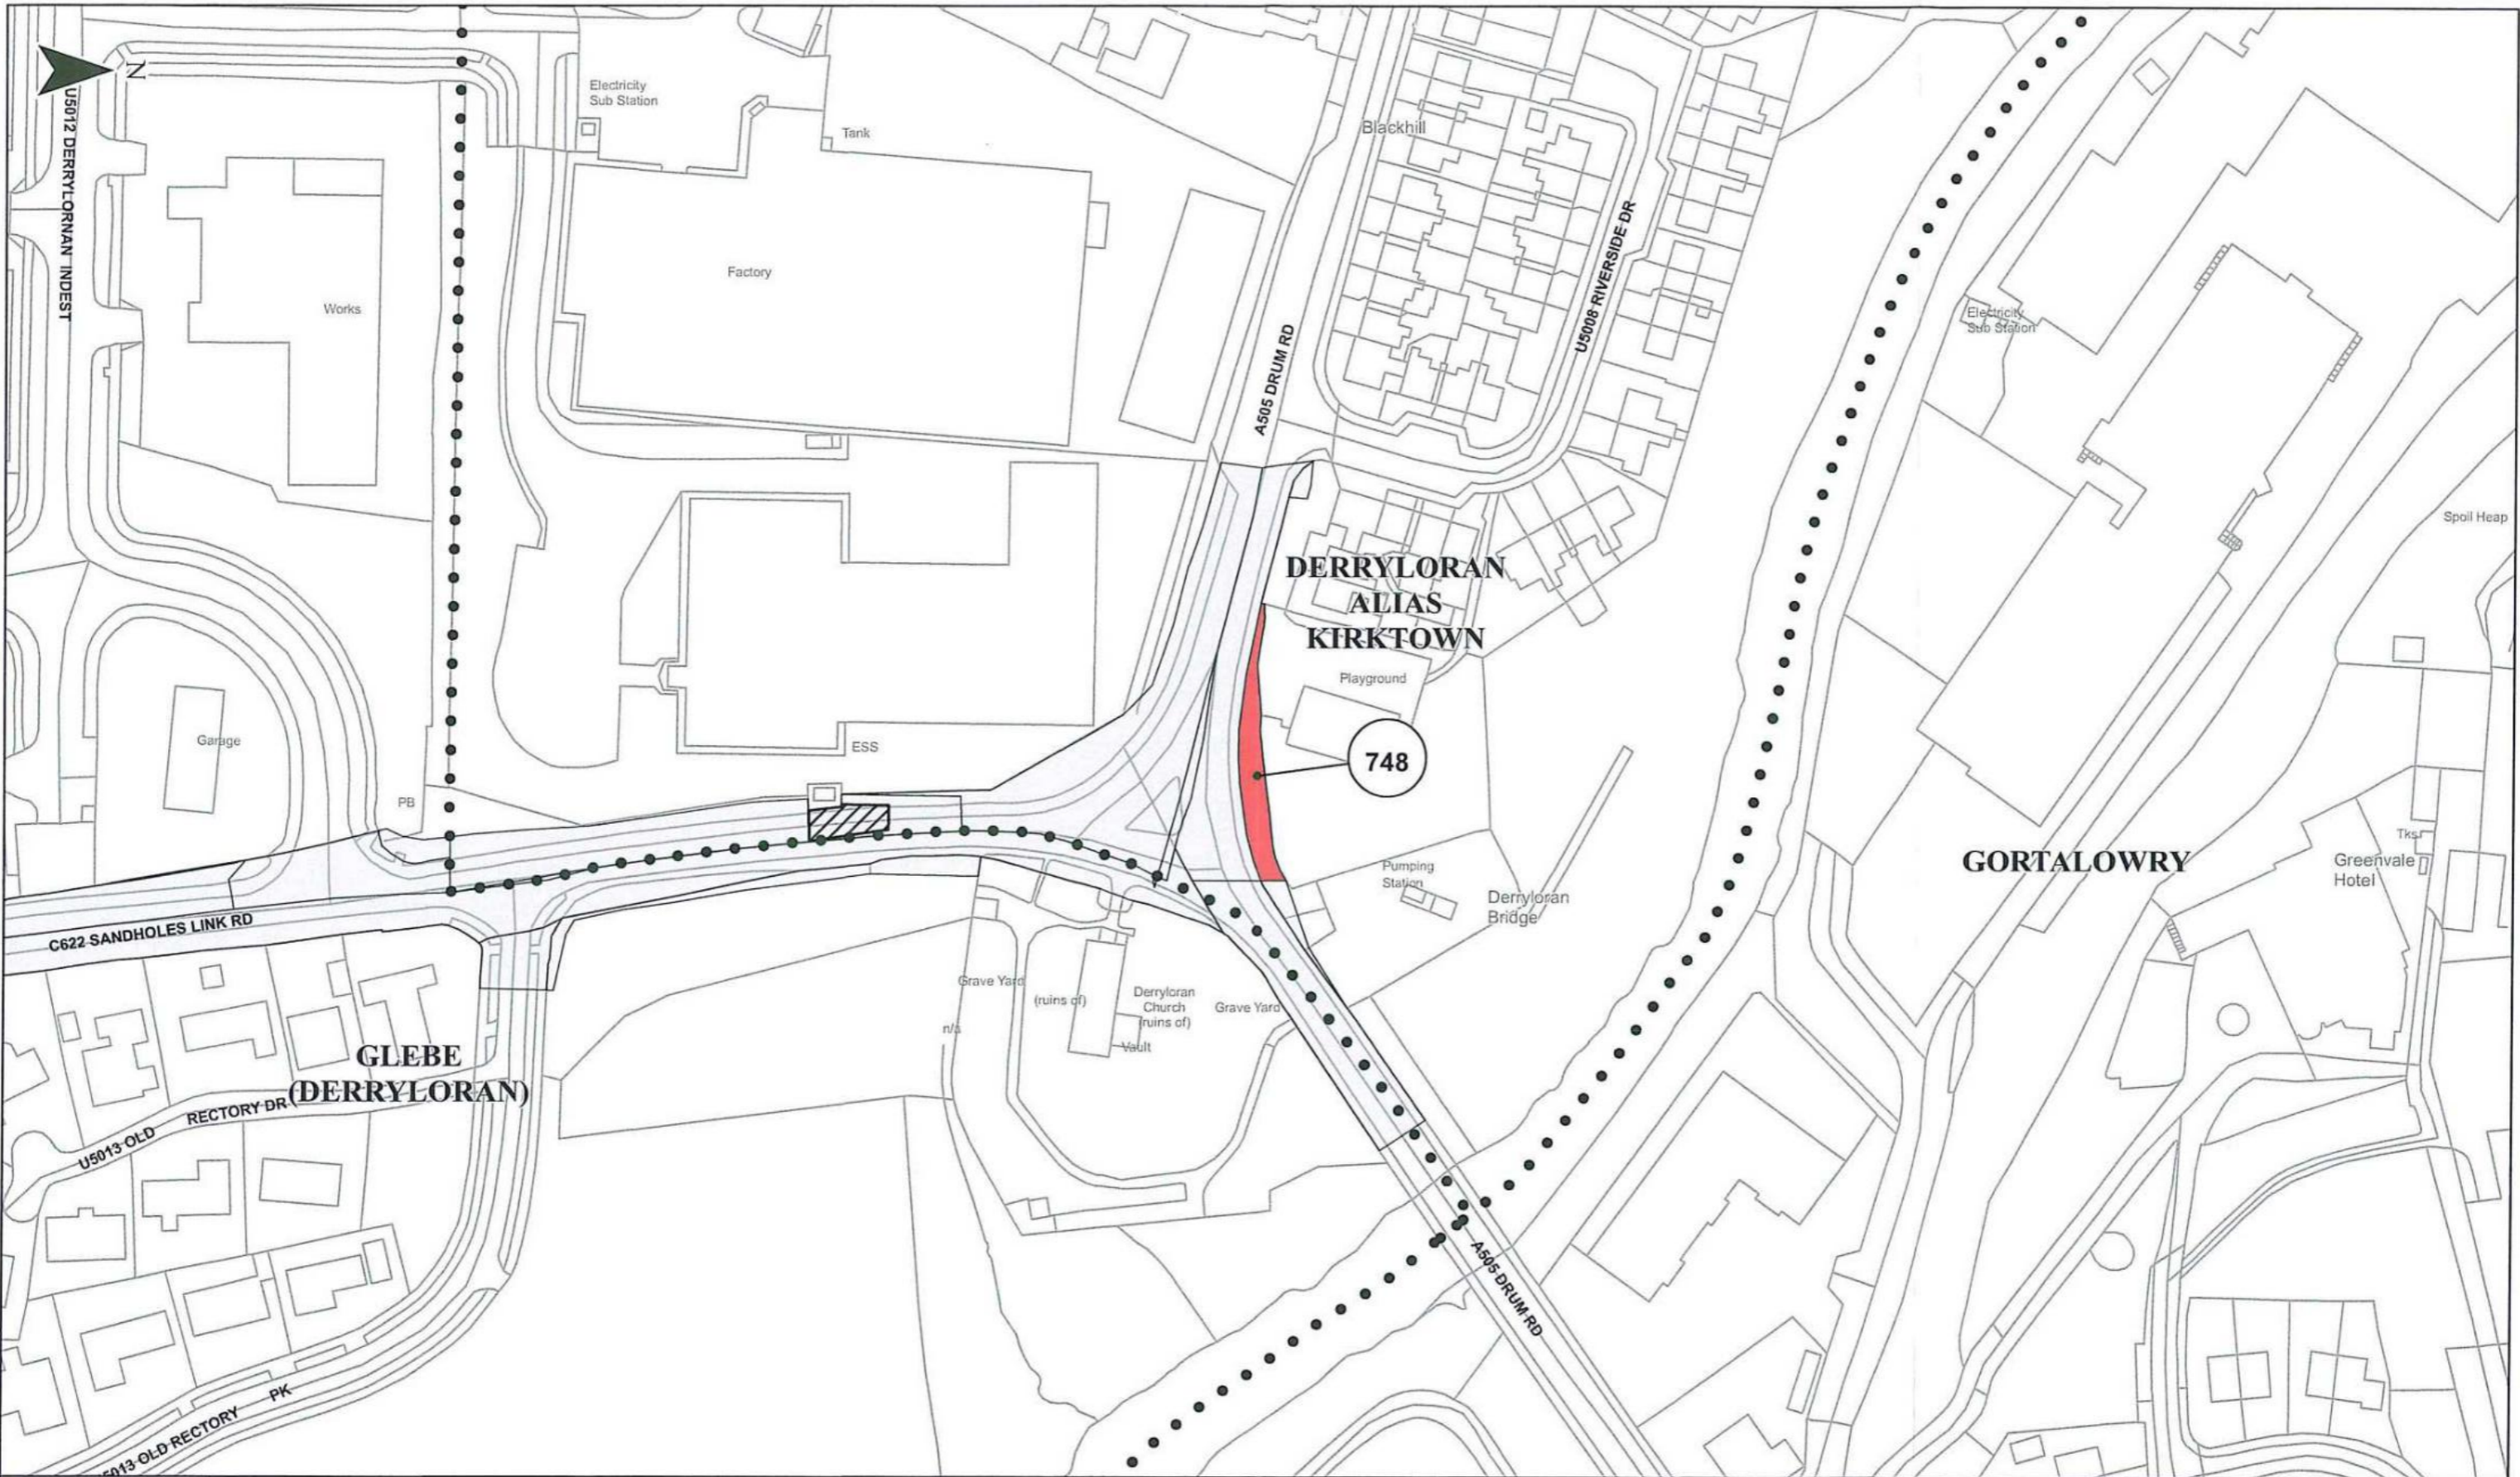 N
U5012 DERRYLORNAN INDEST
Electricity
Sub Station
Tank
Blackhill
Factory
Works
U5008 RIVERSIDE DR
A505 DRUM RD
Electricity
Sub Station
Spoil Heap
DERRYLORAN
ALIAS
KIRKTOWN
Playground
748
Garage
ESS
PB
Tks
Greenvale
Hotel
GORTALOWRY
Pumping
Station
Derryloran
Bridge
C622 SANDHOLES LINK RD
Grave Yard
(ruins of)
Derryloran
Church
(ruins of)
Grave Yard
n/a
Vault
GLEBE
(DERRYLORAN)
U5013 OLD RECTORY DR
A505 DRUM RD
5013 OLD RECTORY PK